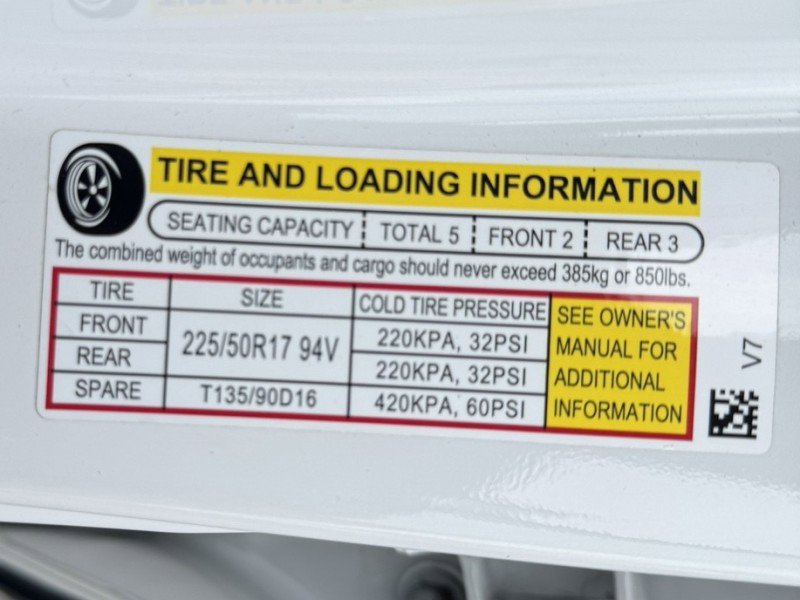 TIRE AND LOADING INFORMATION
SEATING CAPACITY TOTAL 5 FRONT 2 REAR 3
The combined weight of occupants and cargo should never exceed 385kg or 850lbs.
TIRE SIZE COLD TIRE PRESSURE
FRONT 225/50R17 94V 220KPA, 32PSI
REAR 220KPA, 32PSI
SPARE T135/90D16 420KPA, 60PSI
SEE OWNER'S
MANUAL FOR
ADDITIONAL
INFORMATION
V7